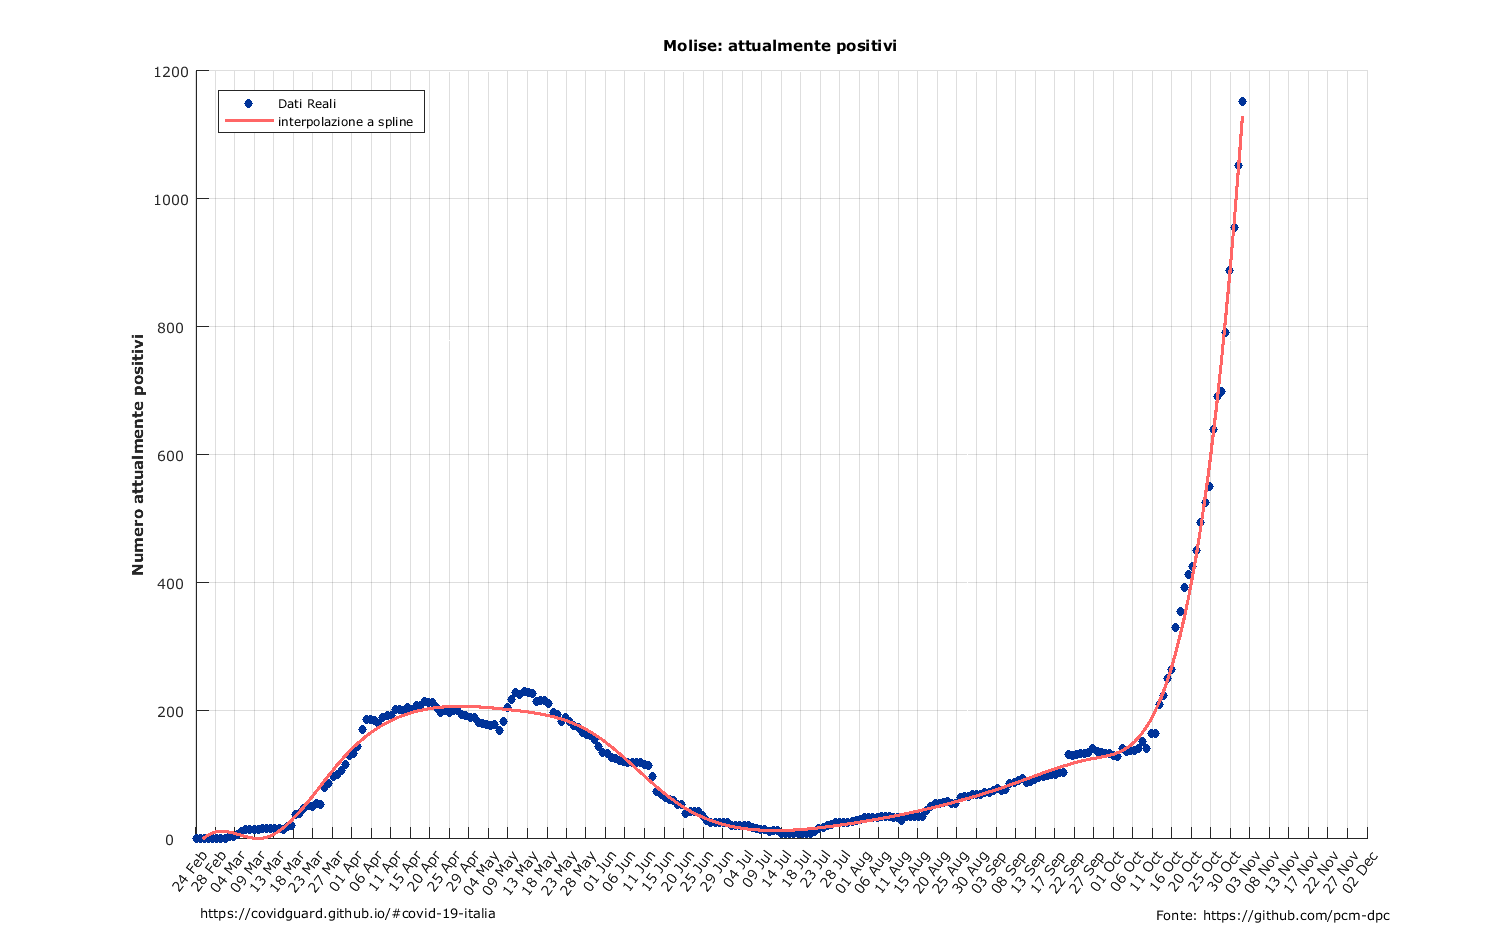 Molise: attualmente positivi
Dati Reali
interpolazione a spline
Numero attualmente positivi
1200
1000
800
600
400
200
0
24 Feb
28 Feb
04 Mar
09 Mar
13 Mar
18 Mar
23 Mar
27 Mar
01 Apr
06 Apr
11 Apr
15 Apr
20 Apr
25 Apr
29 Apr
04 May
09 May
13 May
18 May
23 May
28 May
01 Jun
06 Jun
11 Jun
15 Jun
20 Jun
25 Jun
29 Jun
04 Jul
09 Jul
14 Jul
18 Jul
23 Jul
28 Jul
01 Aug
06 Aug
11 Aug
15 Aug
20 Aug
25 Aug
30 Aug
03 Sep
08 Sep
13 Sep
17 Sep
22 Sep
27 Sep
01 Oct
06 Oct
11 Oct
16 Oct
20 Oct
25 Oct
30 Oct
03 Nov
08 Nov
13 Nov
17 Nov
22 Nov
27 Nov
02 Dec
https://covidguard.github.io/#covid-19-italia
Fonte: https://github.com/pcm-dpc